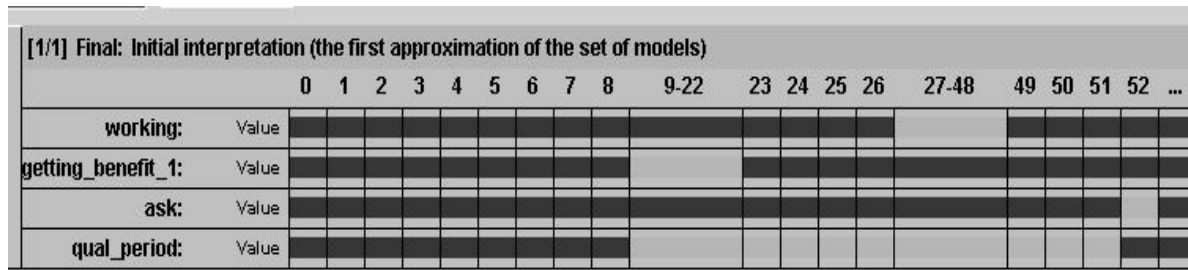 [1/1] Final: Initial interpretation (the first approximation of the set of models)
0 1 2 3 4 5 6 7 8 9-22 23 24 25 26 27-48 49 50 51 52 ...
working: Value
getting_benefit_1: Value
ask: Value
qual_period: Value